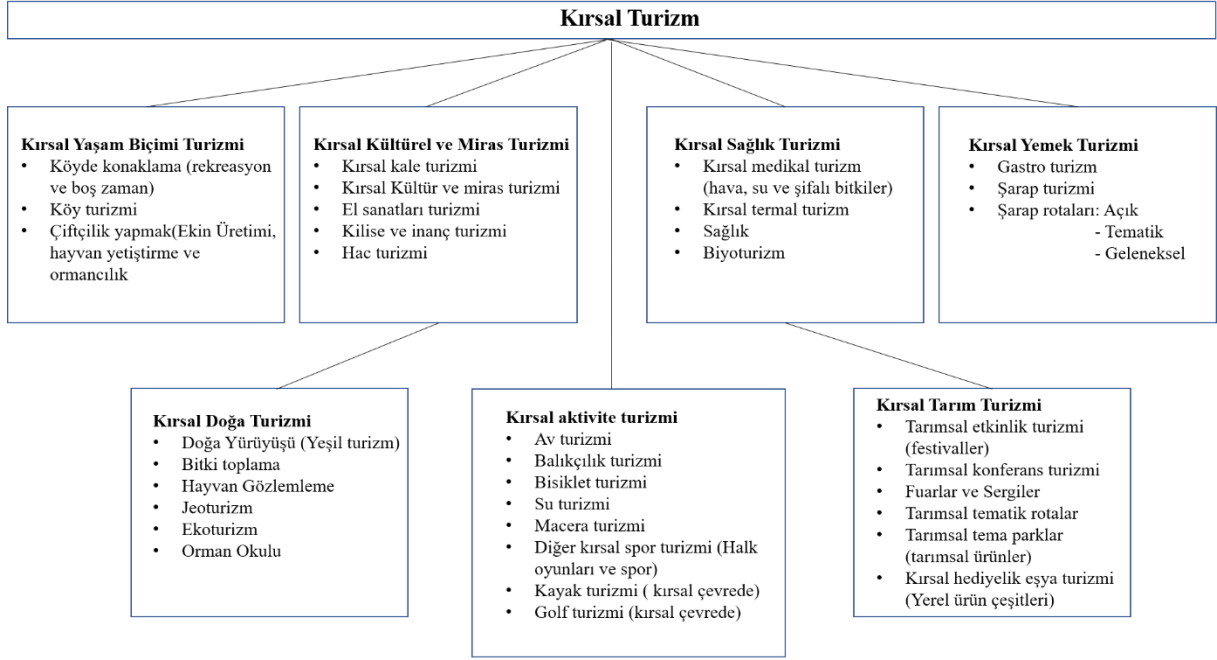 Kırsal Turizm
Kırsal Yaşam Biçimi Turizmi
• Köyde konaklama (rekreasyon
ve boş zaman)
• Köy turizmi
• Çiftçilik yapmak(Ekin Üretimi,
hayvan yetiştirme ve
ormancılık
Kırsal Kültürel ve Miras Turizmi
• Kırsal kale turizmi
• Kırsal Kültür ve miras turizmi
• El sanatları turizmi
• Kilise ve inanç turizmi
• Hac turizmi
Kırsal Sağlık Turizmi
• Kırsal medikal turizm
(hava, su ve şifalı bitkiler)
• Kırsal termal turizm
• Sağlık
• Biyoturizm
Kırsal Yemek Turizmi
• Gastro turizm
• Şarap turizmi
• Şarap rotaları: Açık
- Tematik
- Geleneksel
Kırsal Doğa Turizmi
• Doğa Yürüyüşü (Yeşil turizm)
• Bitki toplama
• Hayvan Gözlemleme
• Jeoturizm
• Ekoturizm
• Orman Okulu
Kırsal aktivite turizmi
• Av turizmi
• Balıkçılık turizmi
• Bisiklet turizmi
• Su turizmi
• Macera turizmi
• Diğer kırsal spor turizmi (Halk
oyunları ve spor)
• Kayak turizmi ( kırsal çevrede)
• Golf turizmi (kırsal çevrede)
Kırsal Tarım Turizmi
• Tarımsal etkinlik turizmi
(festivaller)
• Tarımsal konferans turizmi
• Fuarlar ve Sergiler
• Tarımsal tematik rotalar
• Tarımsal tema parklar
(tarımsal ürünler)
• Kırsal hediyelik eşya turizmi
(Yerel ürün çeşitleri)